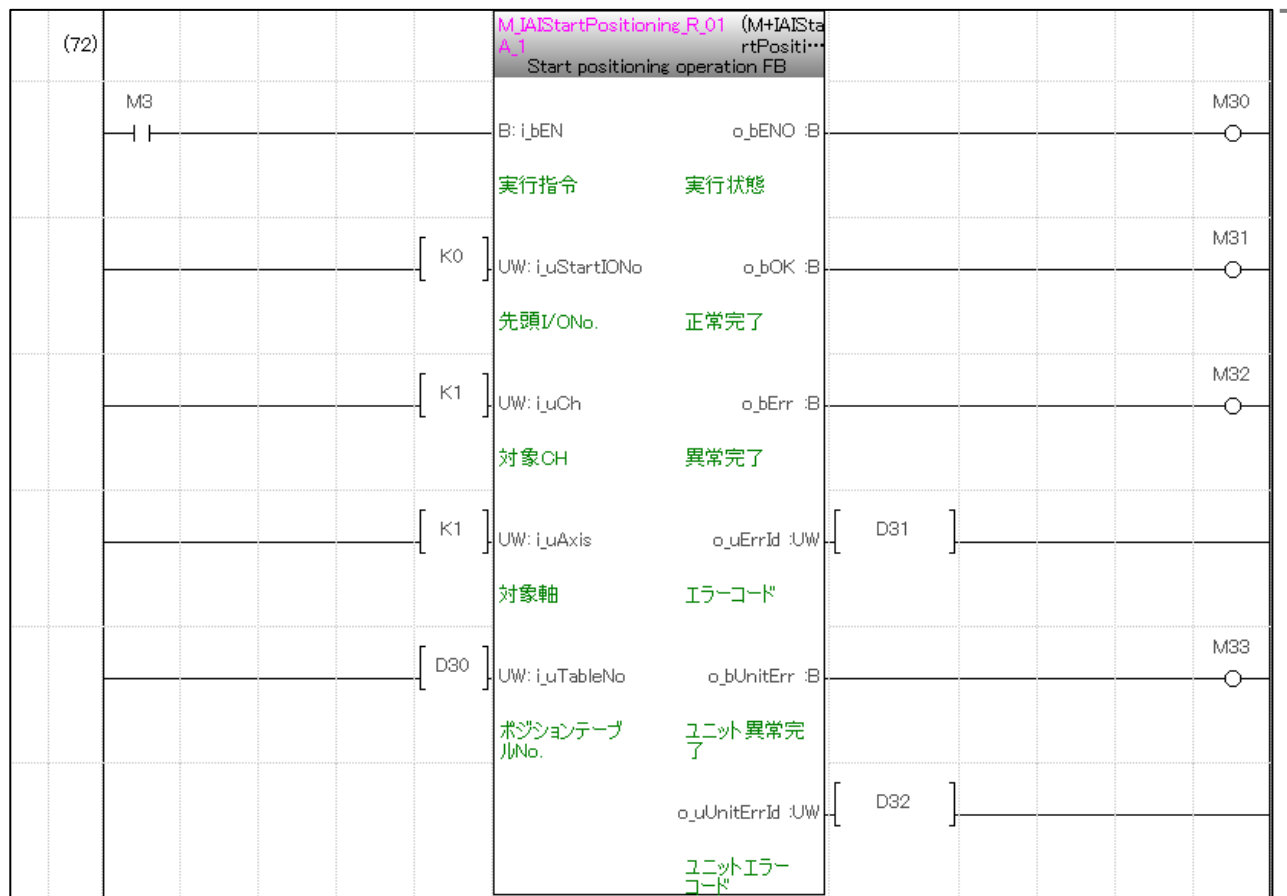 (72)
M_IAIStartPositioning_R_01 (M+IAISta
A_1 rtPositi…
Start positioning operation FB
M3 M30
B: i_bEN o_bENO :B
実行指令 実行状態
M31
K0 UW: i_uStartIONo o_bOK :B
先頭I/ONo. 正常完了
M32
K1 UW: i_uCh o_bErr :B
対象CH 異常完了
K1 UW: i_uAxis o_uErrId :UW D31
対象軸 エラーコード
M33
D30 UW: i_uTableNo o_bUnitErr :B
ポジションテーブ ユニット異常完
ルNo. 了
o_uUnitErrId :UW D32
ユニットエラー
コード